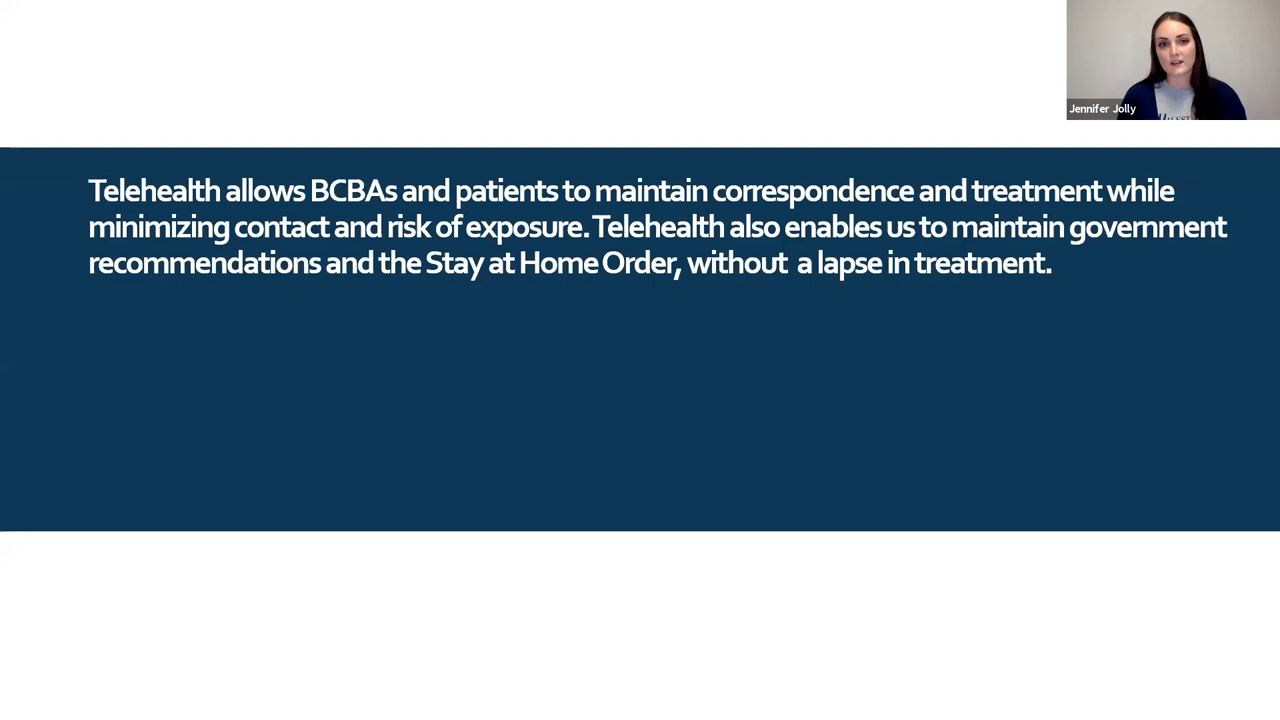 Jennifer Jolly
Telehealth allows BCBAs and patients to maintain correspondence and treatment while
minimizing contact and risk of exposure. Telehealth also enables us to maintain government
recommendations and the Stay at Home Order, without  a lapse in treatment.